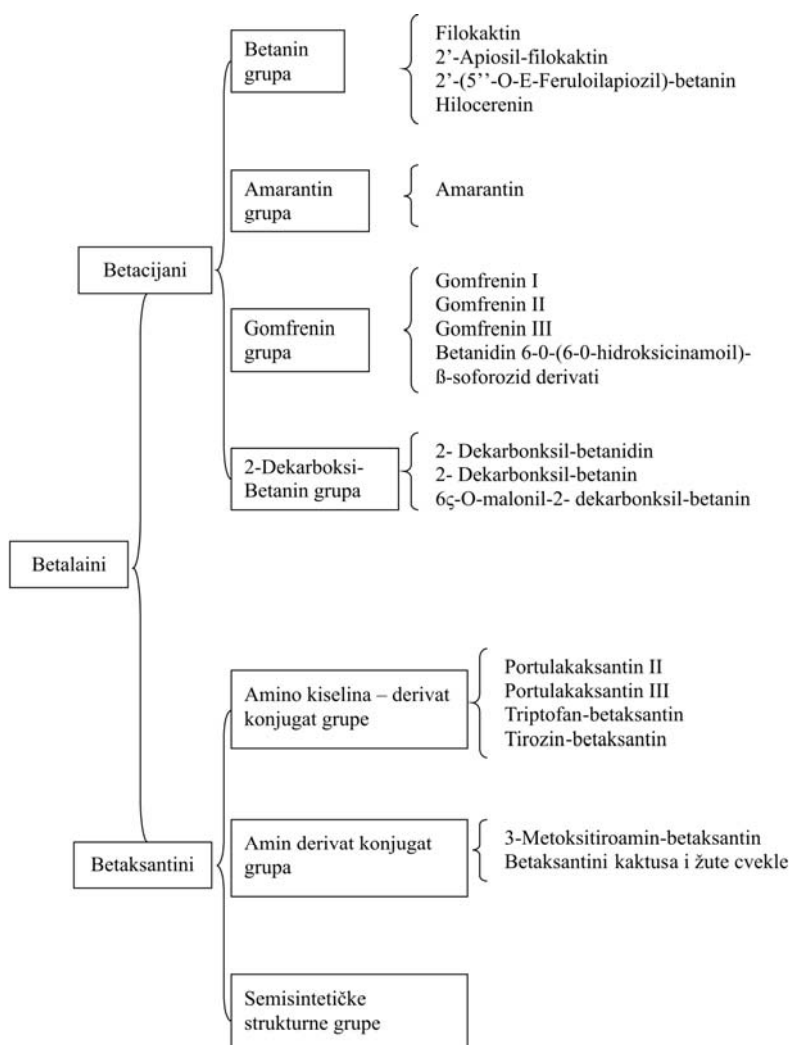 Betanin
grupa
Filokaktin
2’-Apiosil-filokaktin
2’-(5’’-O-E-Feruloilapiozil)-betanin
Hilocerenin
Amarantin
grupa
Amarantin
Betacijani
Gomfrenin
grupa
Gomfrenin I
Gomfrenin II
Gomfrenin III
Betanidin 6-0-(6-0-hidroksicinamoil)-
ß-soforozid derivati
2-Dekarboksi-
Betanin grupa
2- Dekarbonksil-betanidin
2- Dekarbonksil-betanin
6ς-O-malonil-2- dekarbonksil-betanin
Betalaini
Amino kiselina – derivat
konjugat grupe
Portulakaksantin II
Portulakaksantin III
Triptofan-betaksantin
Tirozin-betaksantin
Betaksantini
Amin derivat konjugat
grupa
3-Metoksitiroamin-betaksantin
Betaksantini kaktusa i žute cvekle
Semisintetičke
strukturne grupe